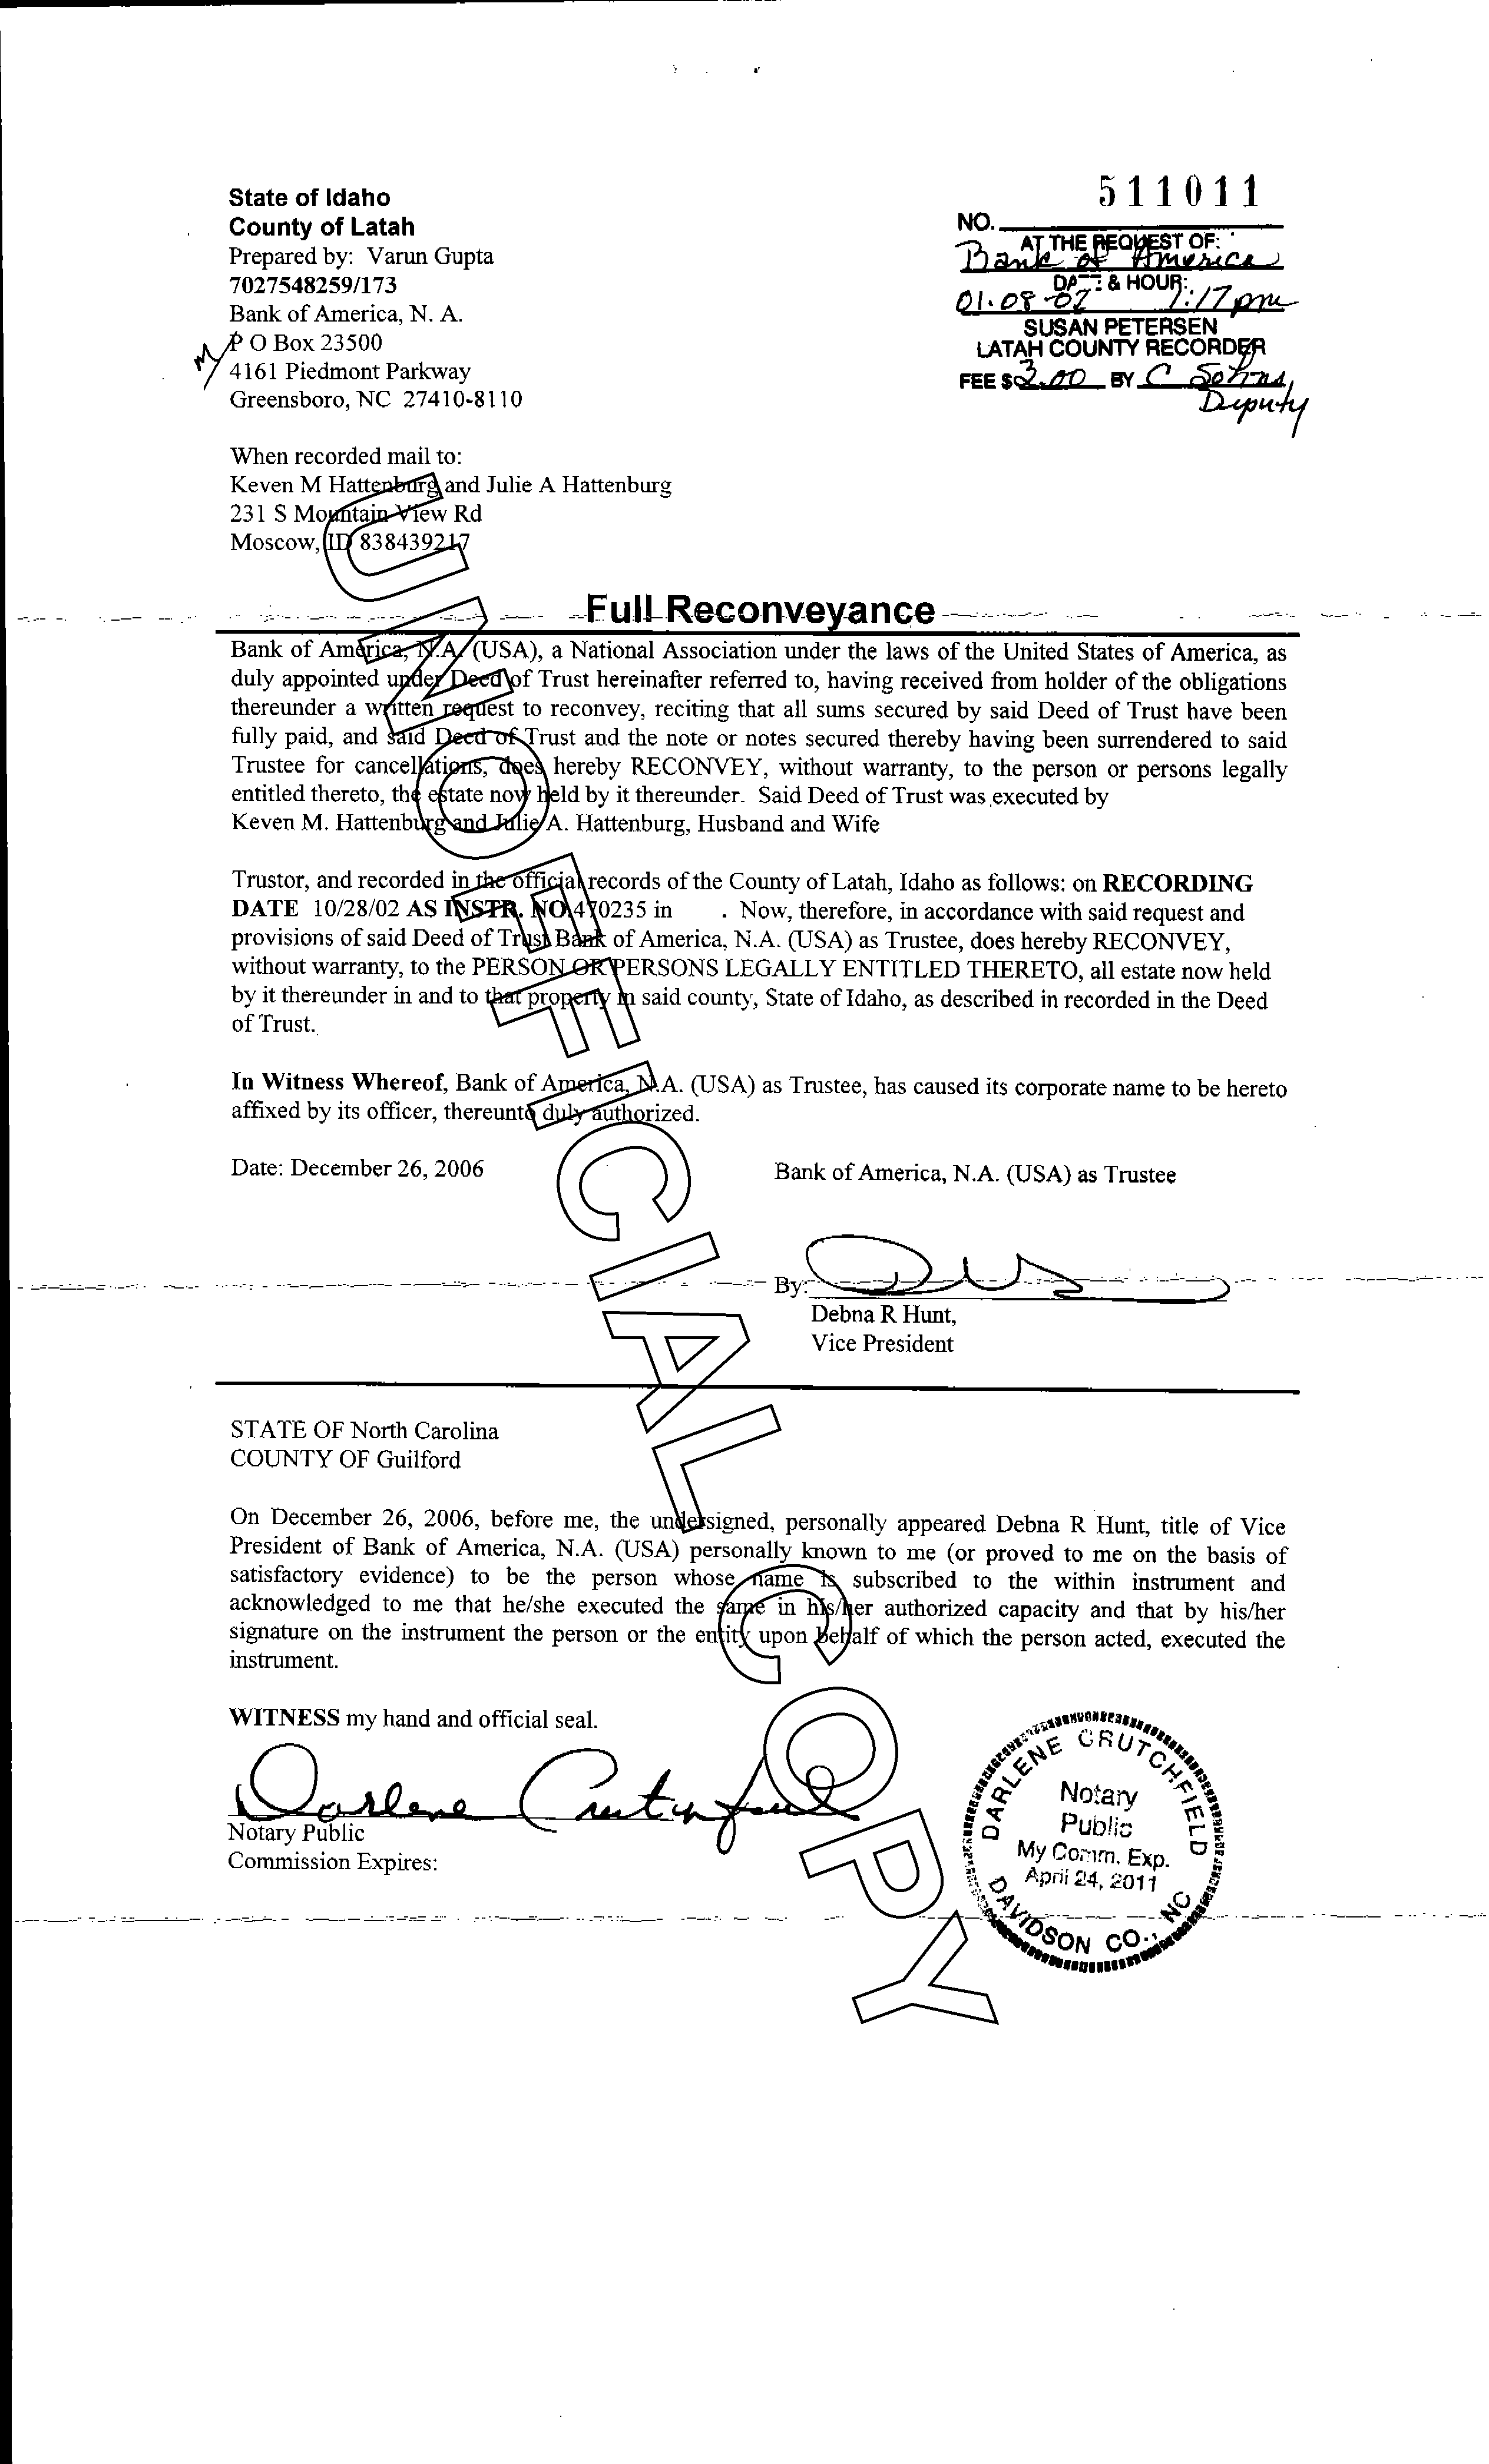 State of Idaho
County of Latah
Prepared by: Varun Gupta
7027548259/173
Bank of America, N. A.
P O Box 23500
4161 Piedmont Parkway
Greensboro, NC 27410-8110
M
511011
NO.
AT THE REQUEST OF:
Bank of America
DATE & HOUR:
01.08-07 1:17 pm
SUSAN PETERSEN
LATAH COUNTY RECORDER
FEE $ 3.00 BY C
Deputy
When recorded mail to:
Keven M Hattenburg and Julie A Hattenburg
231 S Mountain View Rd
Moscow, ID 838439217
Full Reconveyance
Bank of America, N.A. (USA), a National Association under the laws of the United States of America, as
duly appointed under Deed of Trust hereinafter referred to, having received from holder of the obligations
thereunder a written request to reconvey, reciting that all sums secured by said Deed of Trust have been
fully paid, and said Deed of Trust and the note or notes secured thereby having been surrendered to said
Trustee for cancellations, does hereby RECONVEY, without warranty, to the person or persons legally
entitled thereto, the estate now held by it thereunder. Said Deed of Trust was executed by
Keven M. Hattenburg and Julie A. Hattenburg, Husband and Wife
Trustor, and recorded in the official records of the County of Latah, Idaho as follows: on RECORDING
DATE 10/28/02 AS INSTR. NO 470235 in . Now, therefore, in accordance with said request and
provisions of said Deed of Trust Bank of America, N.A. (USA) as Trustee, does hereby RECONVEY,
without warranty, to the PERSON OR PERSONS LEGALLY ENTITLED THERETO, all estate now held
by it thereunder in and to that property in said county, State of Idaho, as described in recorded in the Deed
of Trust.
In Witness Whereof, Bank of America, N.A. (USA) as Trustee, has caused its corporate name to be hereto
affixed by its officer, thereunto duly authorized.
Date: December 26, 2006
Bank of America, N.A. (USA) as Trustee
By:
Debna R Hunt,
Vice President
STATE OF North Carolina
COUNTY OF Guilford
On December 26, 2006, before me, the undersigned, personally appeared Debna R Hunt, title of Vice
President of Bank of America, N.A. (USA) personally known to me (or proved to me on the basis of
satisfactory evidence) to be the person whose name is subscribed to the within instrument and
acknowledged to me that he/she executed the same in his/her authorized capacity and that by his/her
signature on the instrument the person or the entity upon behalf of which the person acted, executed the
instrument.
WITNESS my hand and official seal.
Darlene Crutchfield
Notary Public
Commission Expires:
DARLENE CRUTCHFIELD
Notary
Public
My Comm. Exp.
April 24, 2011
DAVIDSON CO., NC
UNOFFICIAL COPY